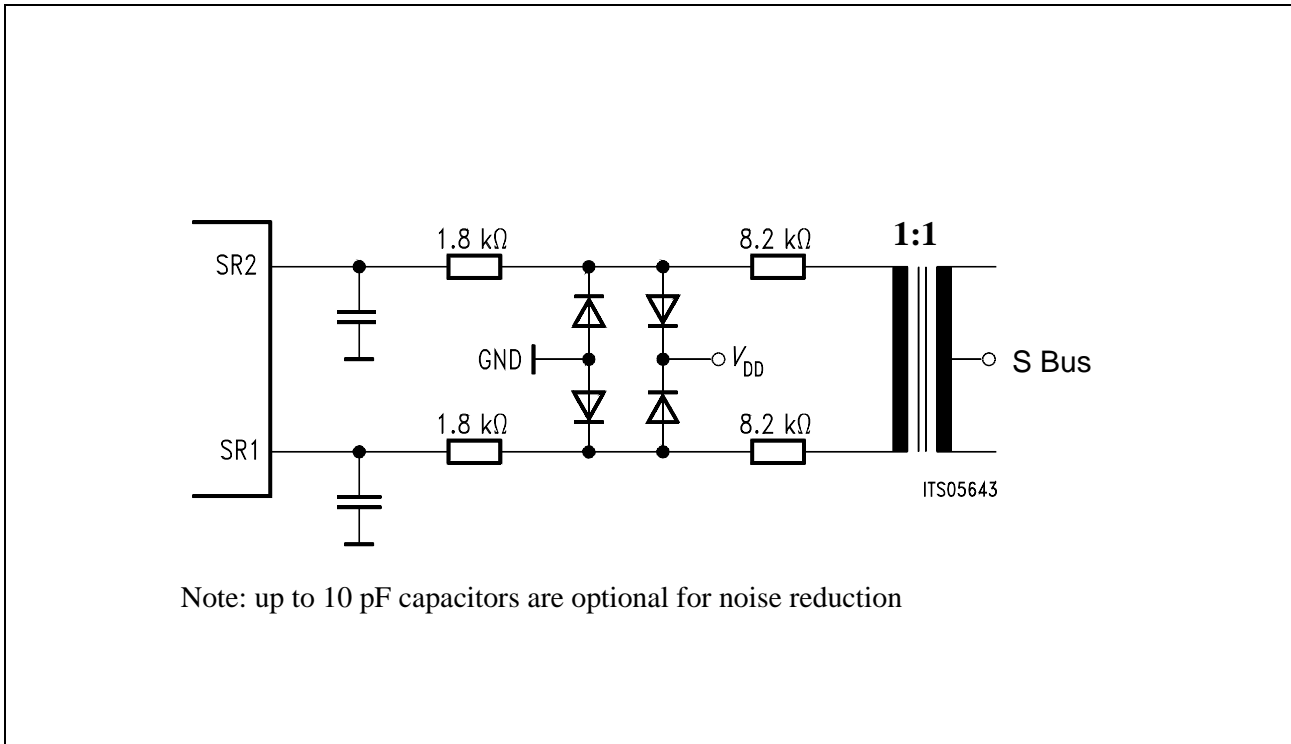 1.8 kΩ 8.2 kΩ 1:1
SR2
GND V_DD S Bus
1.8 kΩ 8.2 kΩ
SR1
ITS05643
Note: up to 10 pF capacitors are optional for noise reduction